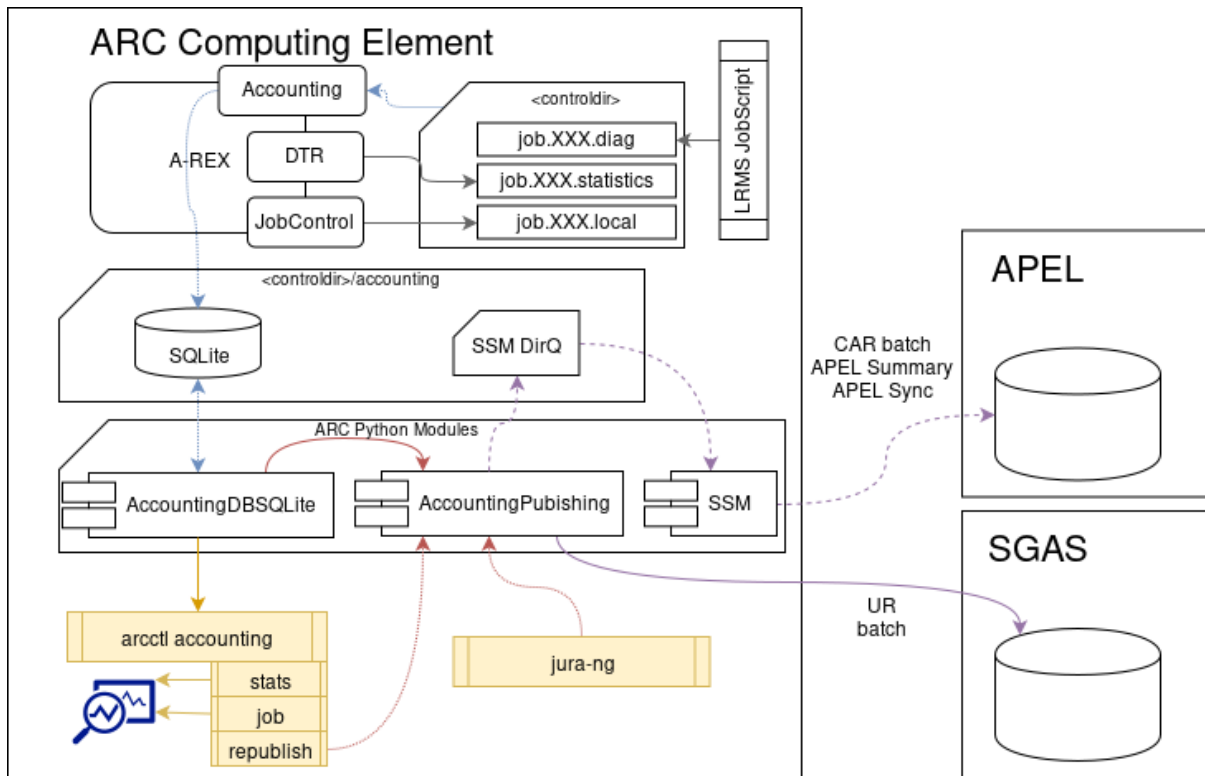 ARC Computing Element
Accounting
<controldir>
job.XXX.diag
LRMS JobScript
A-REX
DTR
job.XXX.statistics
JobControl
job.XXX.local
<controldir>/accounting
SQLite
SSM DirQ
APEL
CAR batch
APEL Summary
APEL Sync
ARC Python Modules
AccountingDBSQLite
AccountingPubishing
SSM
SGAS
UR
batch
arcctl accounting
stats
job
republish
jura-ng